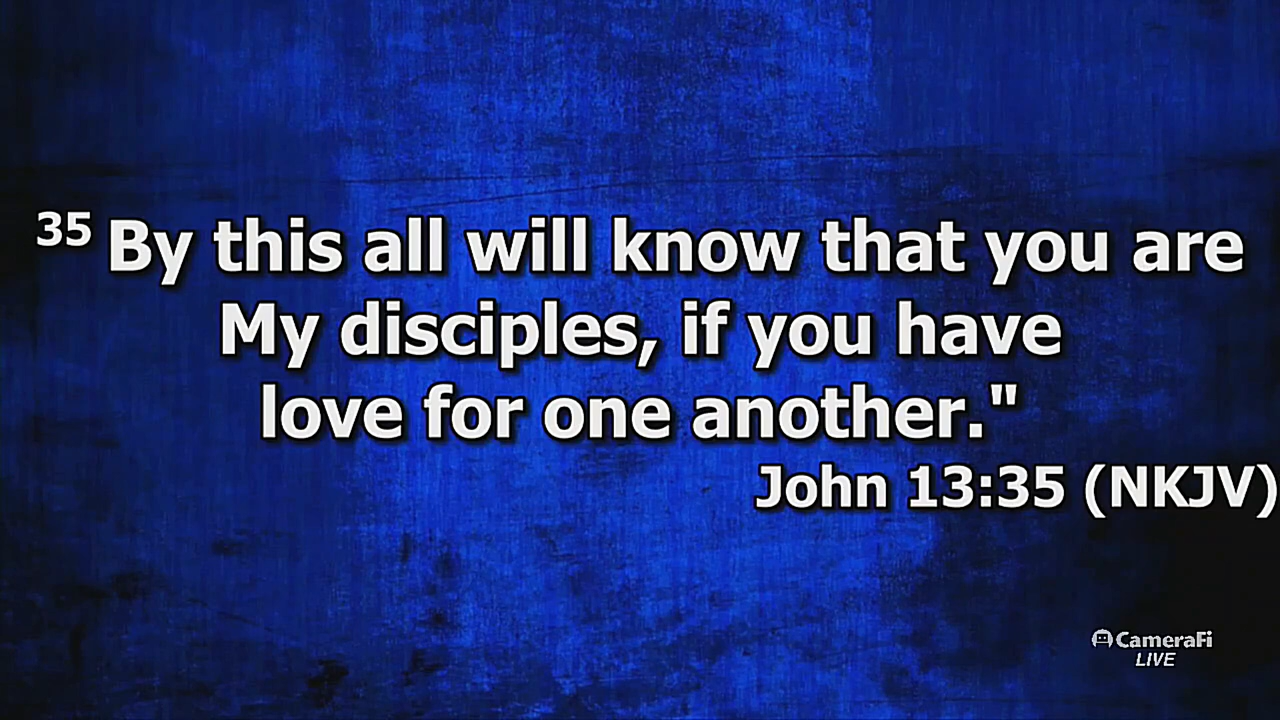 35 By this all will know that you are
My disciples, if you have
love for one another."
John 13:35 (NKJV)
CameraFi
LIVE